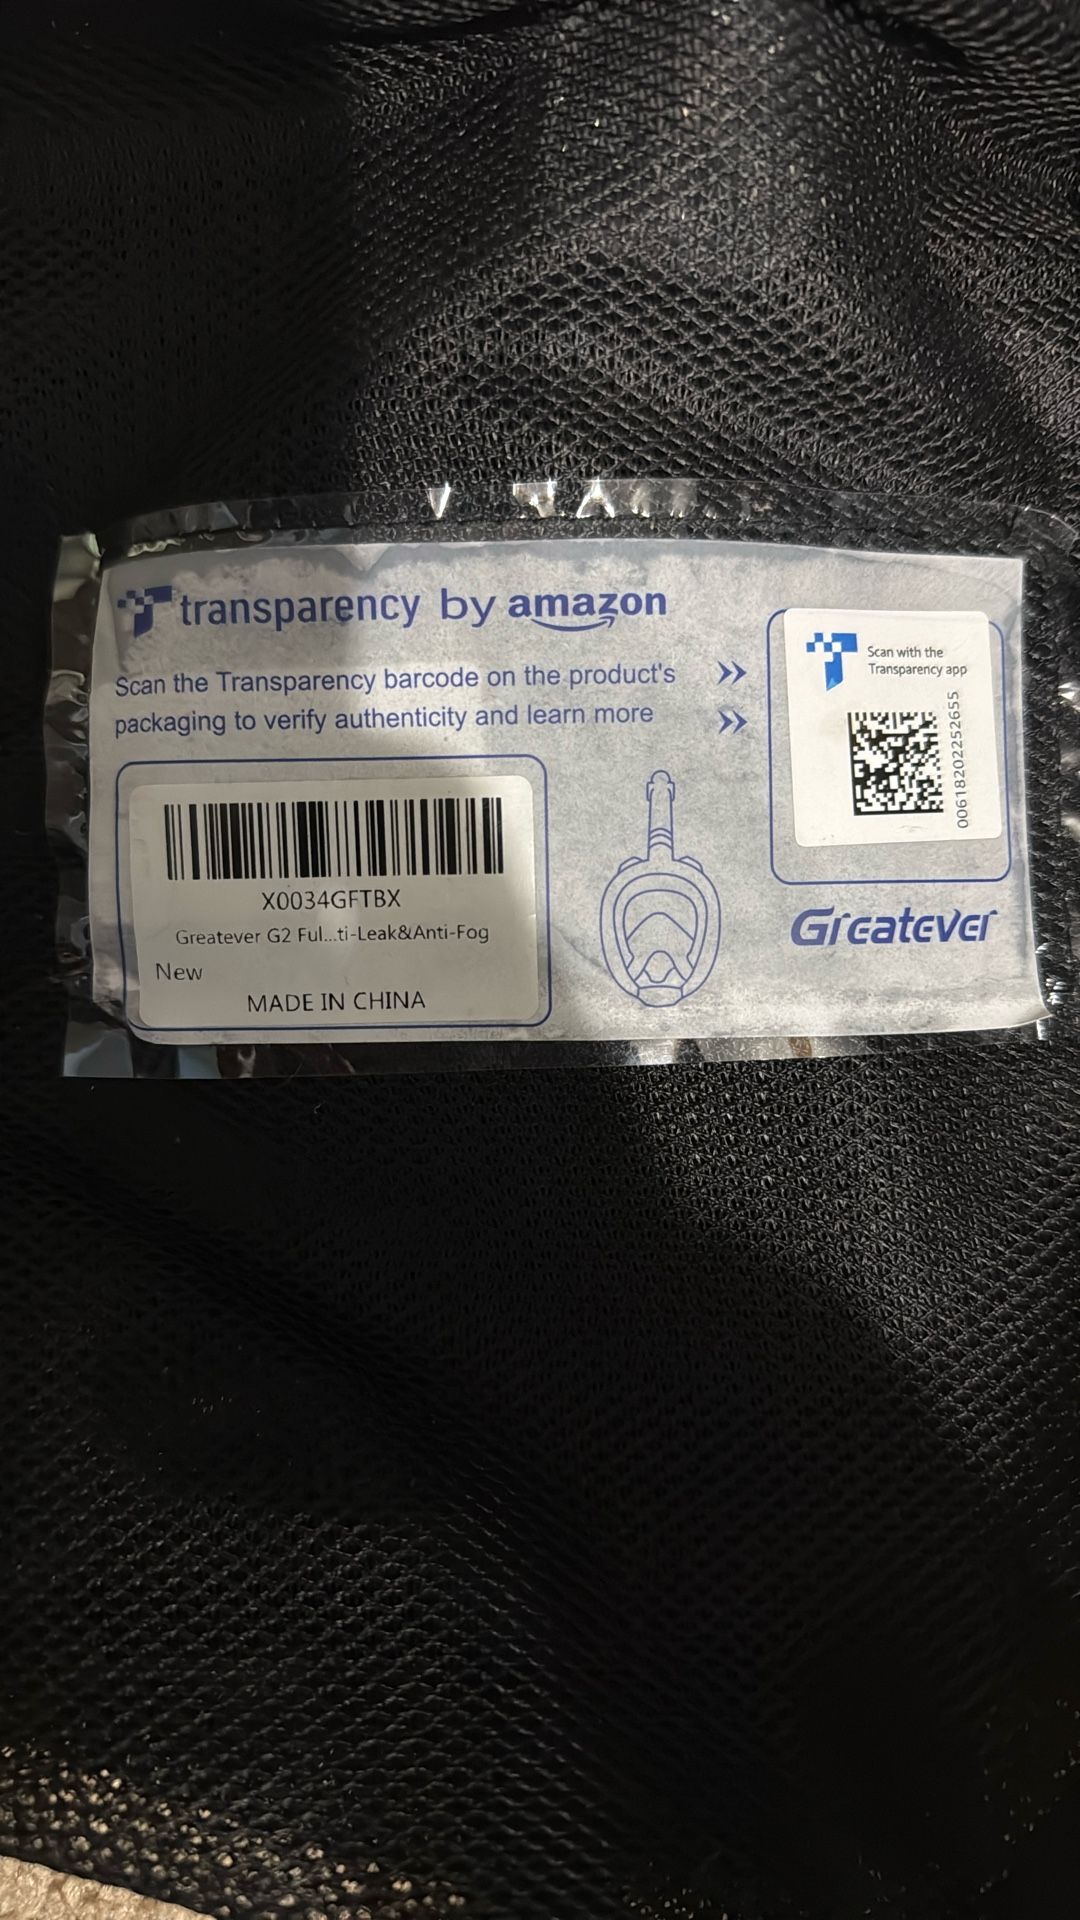 transparency by amazon
Scan the Transparency barcode on the product's
packaging to verify authenticity and learn more
Scan with the
Transparency app
00618202252655
X0034GFTBX
Greatever G2 Ful...ti-Leak&Anti-Fog
New
MADE IN CHINA
Greatever